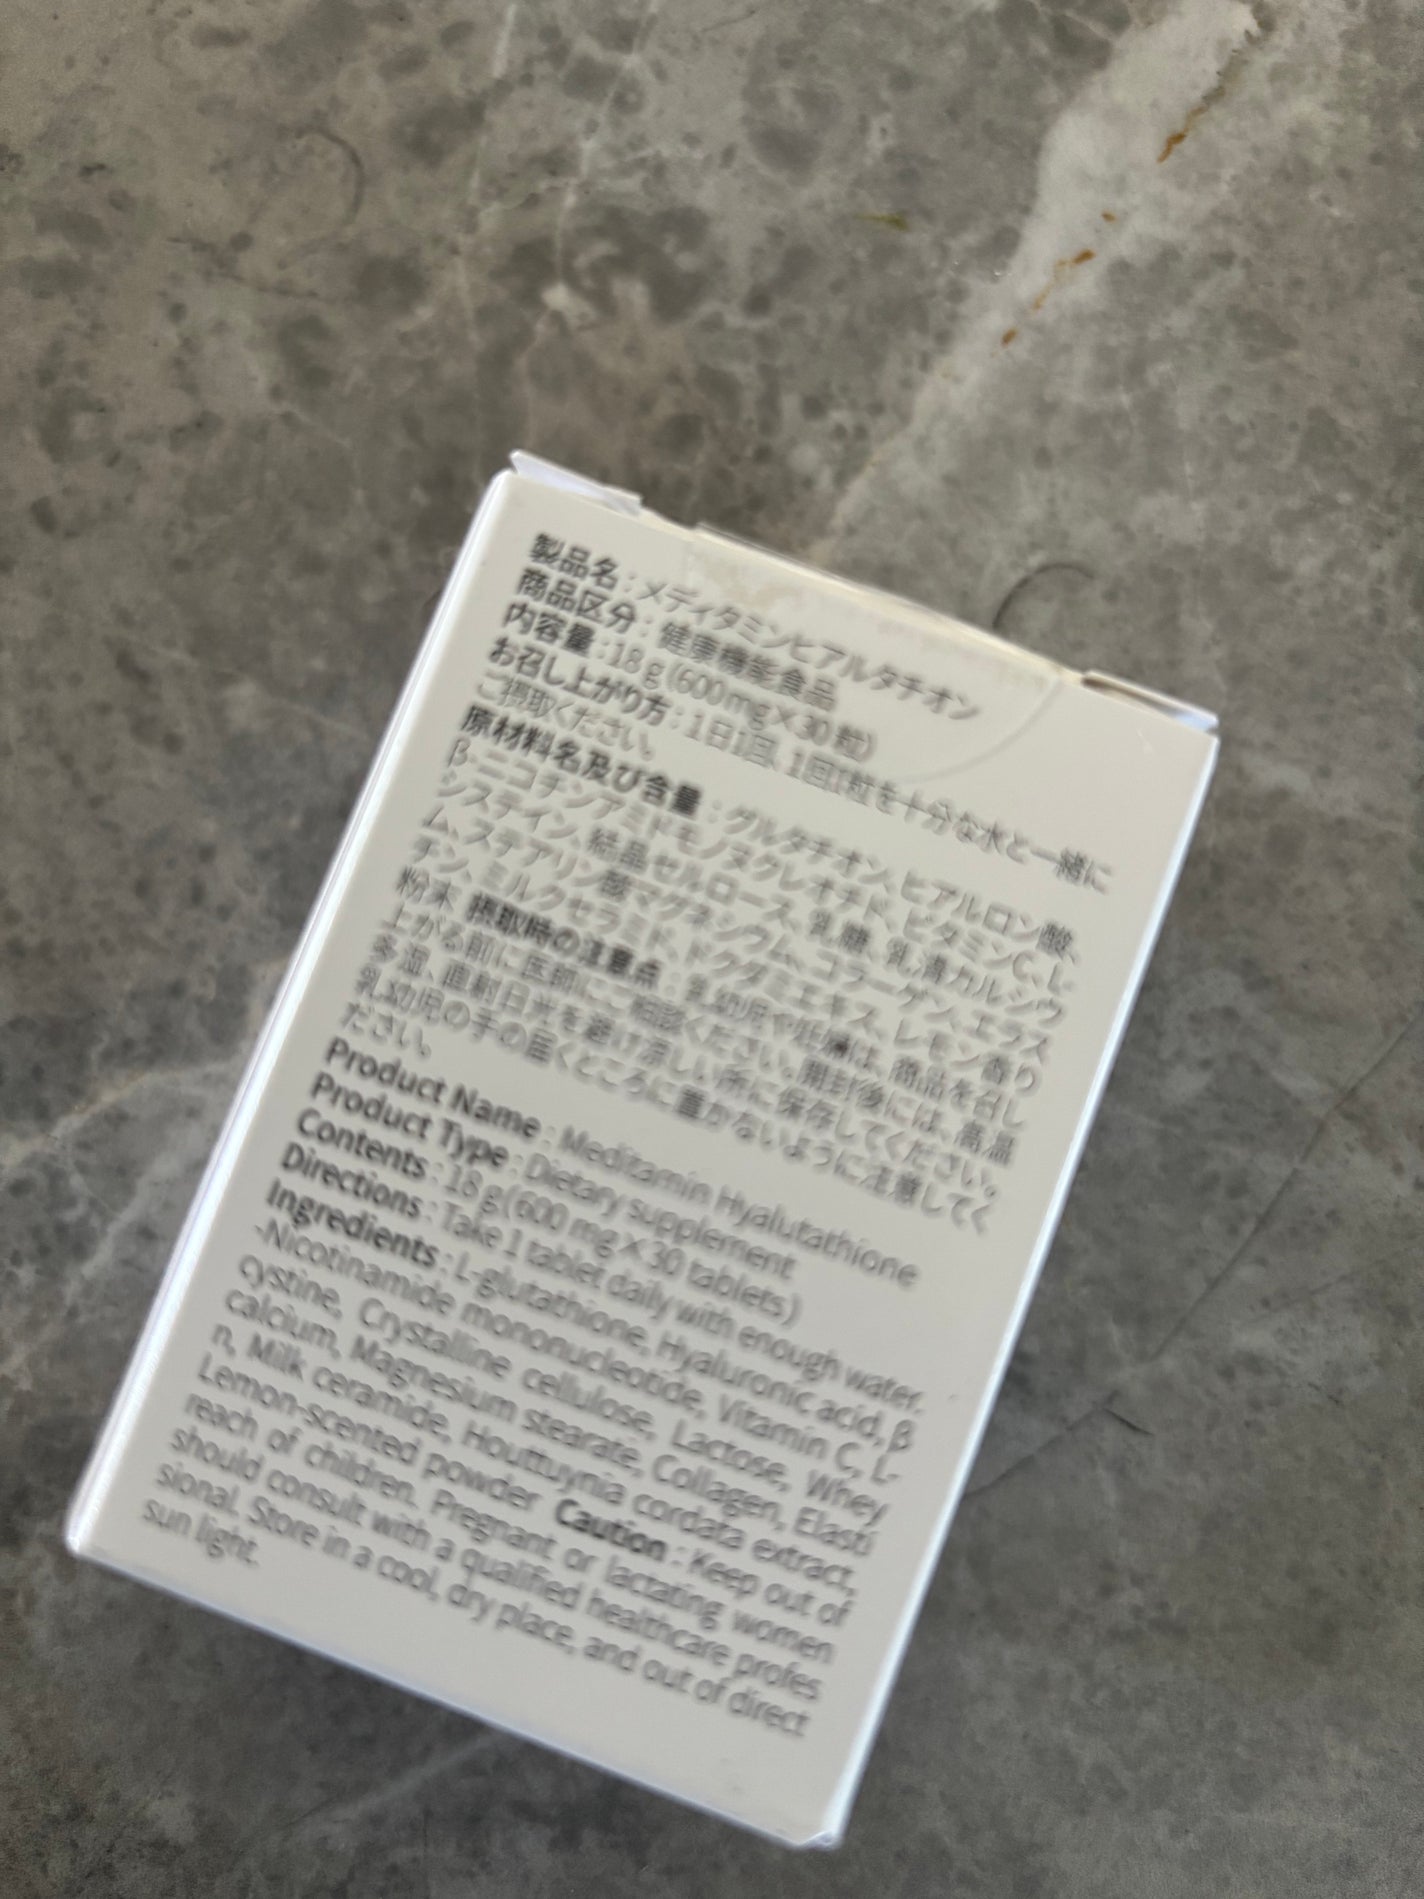 製品名 : メディタミンヒアルタチオン
商品区分 : 健康機能食品
内容量 : 18ｇ(600mg×30粒)
お召し上がり方 : 1日1回、1回1粒を十分な水と一緒に
ご摂取ください。
原材料名及び含量 : グルタチオン、ヒアルロン酸、
β-ニコチンアミドモノヌクレオチド、ビタミンC、L-
システイン、結晶セルロース、乳糖、乳清カルシウ
ム、ステアリン酸マグネシウム、コラーゲン、エラス
チン、ミルクセラミド、ドクダミエキス、レモン香り
粉末 摂取時の注意点 : 乳幼児や妊婦は、商品を召し
上がる前に医師にご相談ください。開封後には、高温
多湿、直射日光を避け涼しい所に保存してください。
乳幼児の手の届くところに置かないように注意してく
ださい。
Product Name : Meditamin Hyalutathione
Product Type : Dietary supplement
Contents : 18 g(600 mg×30 tablets)
Directions : Take 1 tablet daily with enough water.
Ingredients : L-glutathione, Hyaluronic acid, β
-Nicotinamide mononucleotide, Vitamin C, L-
cystine, Crystalline cellulose, Lactose, Whey
calcium, Magnesium stearate, Collagen, Elasti
n, Milk ceramide, Houttuynia cordata extract,
Lemon-scented powder Caution : Keep out of
reach of children. Pregnant or lactating women
should consult with a qualified healthcare profes
sional. Store in a cool, dry place, and out of direct
sun light.